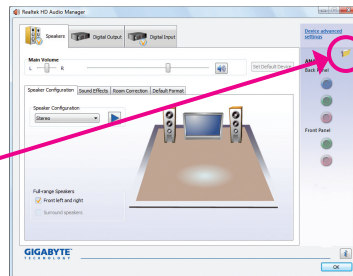 Realtek HD Audio Manager
Speakers
Digital Output
Digital Input
Device advanced
settings
Main Volume
L
R
Set Default Device
ANALOG
Back Panel
Speaker Configuration
Sound Effects
Room Correction
Default Format
Speaker Configuration
Stereo
Front Panel
Full-range Speakers
Front left and right
Surround speakers
GIGABYTE
TECHNOLOGY
OK